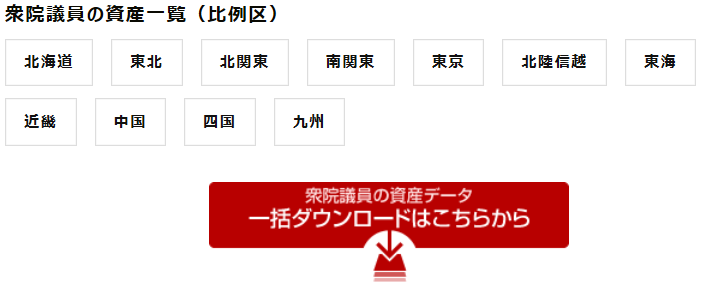 衆院議員の資産一覧（比例区）
北海道 東北 北関東 南関東 東京 北陸信越 東海
近畿 中国 四国 九州
衆院議員の資産データ
一括ダウンロードはこちらから